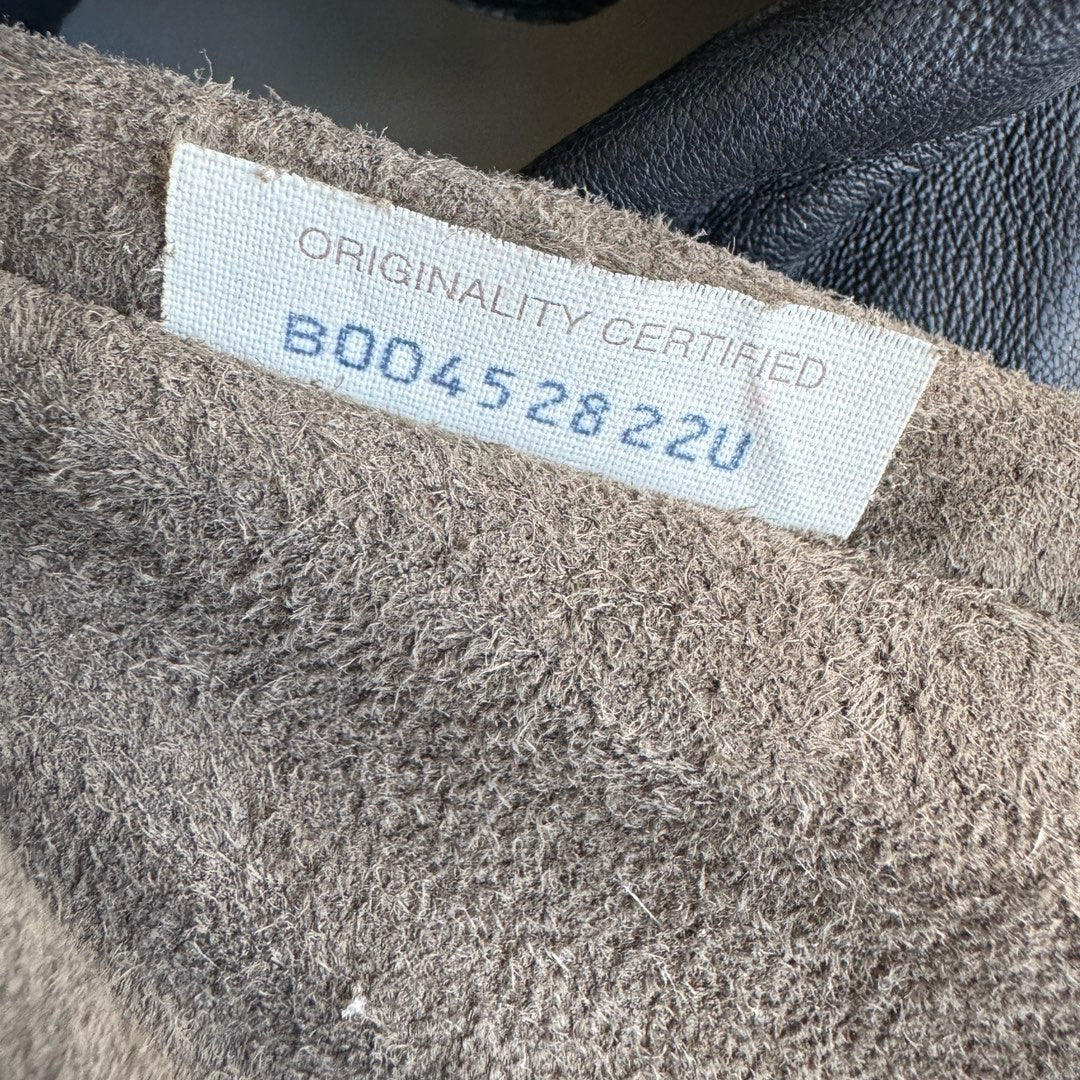 ORIGINALITY CERTIFIED
B00452822U